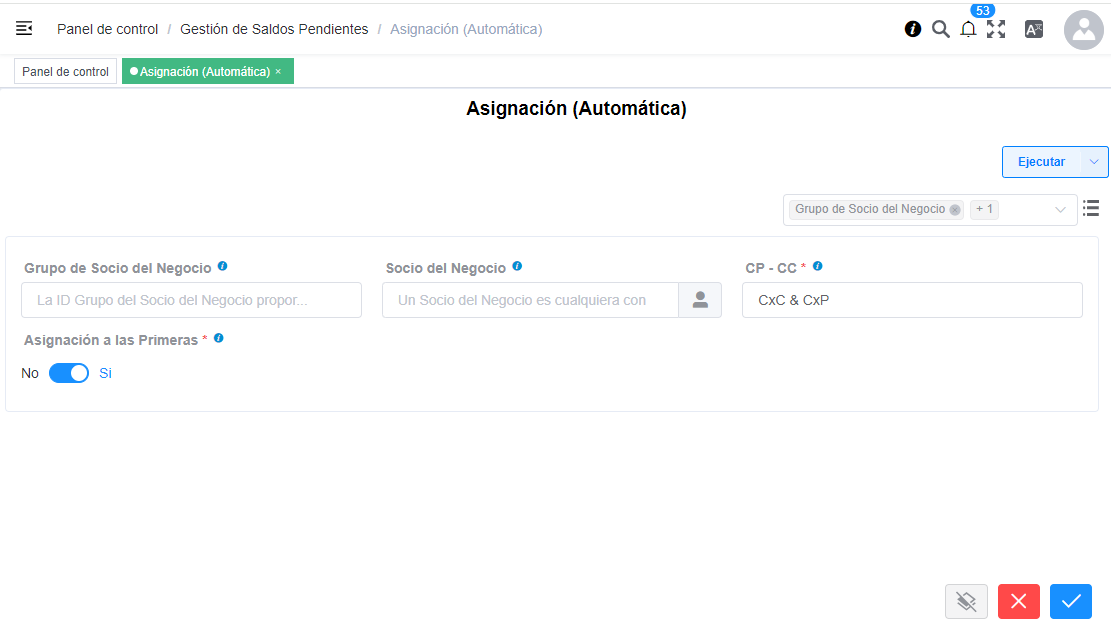 53
Panel de control / Gestión de Saldos Pendientes / Asignación (Automática)
Panel de control
Asignación (Automática) ×
Asignación (Automática)
Ejecutar
Grupo de Socio del Negocio + 1
Grupo de Socio del Negocio
Socio del Negocio
CP - CC *
La ID Grupo del Socio del Negocio propor...
Un Socio del Negocio es cualquiera con
CxC & CxP
Asignación a las Primeras *
No Si